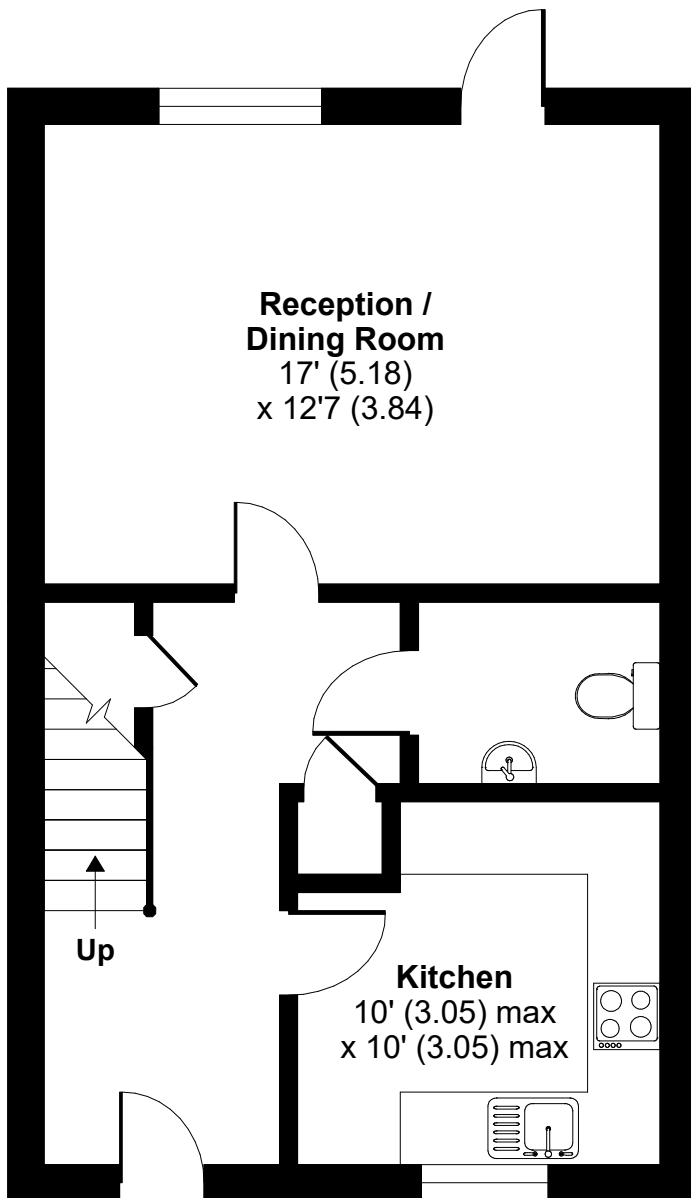 Reception /
Dining Room
17' (5.18)
x 12'7 (3.84)
Up
Kitchen
10' (3.05) max
x 10' (3.05) max